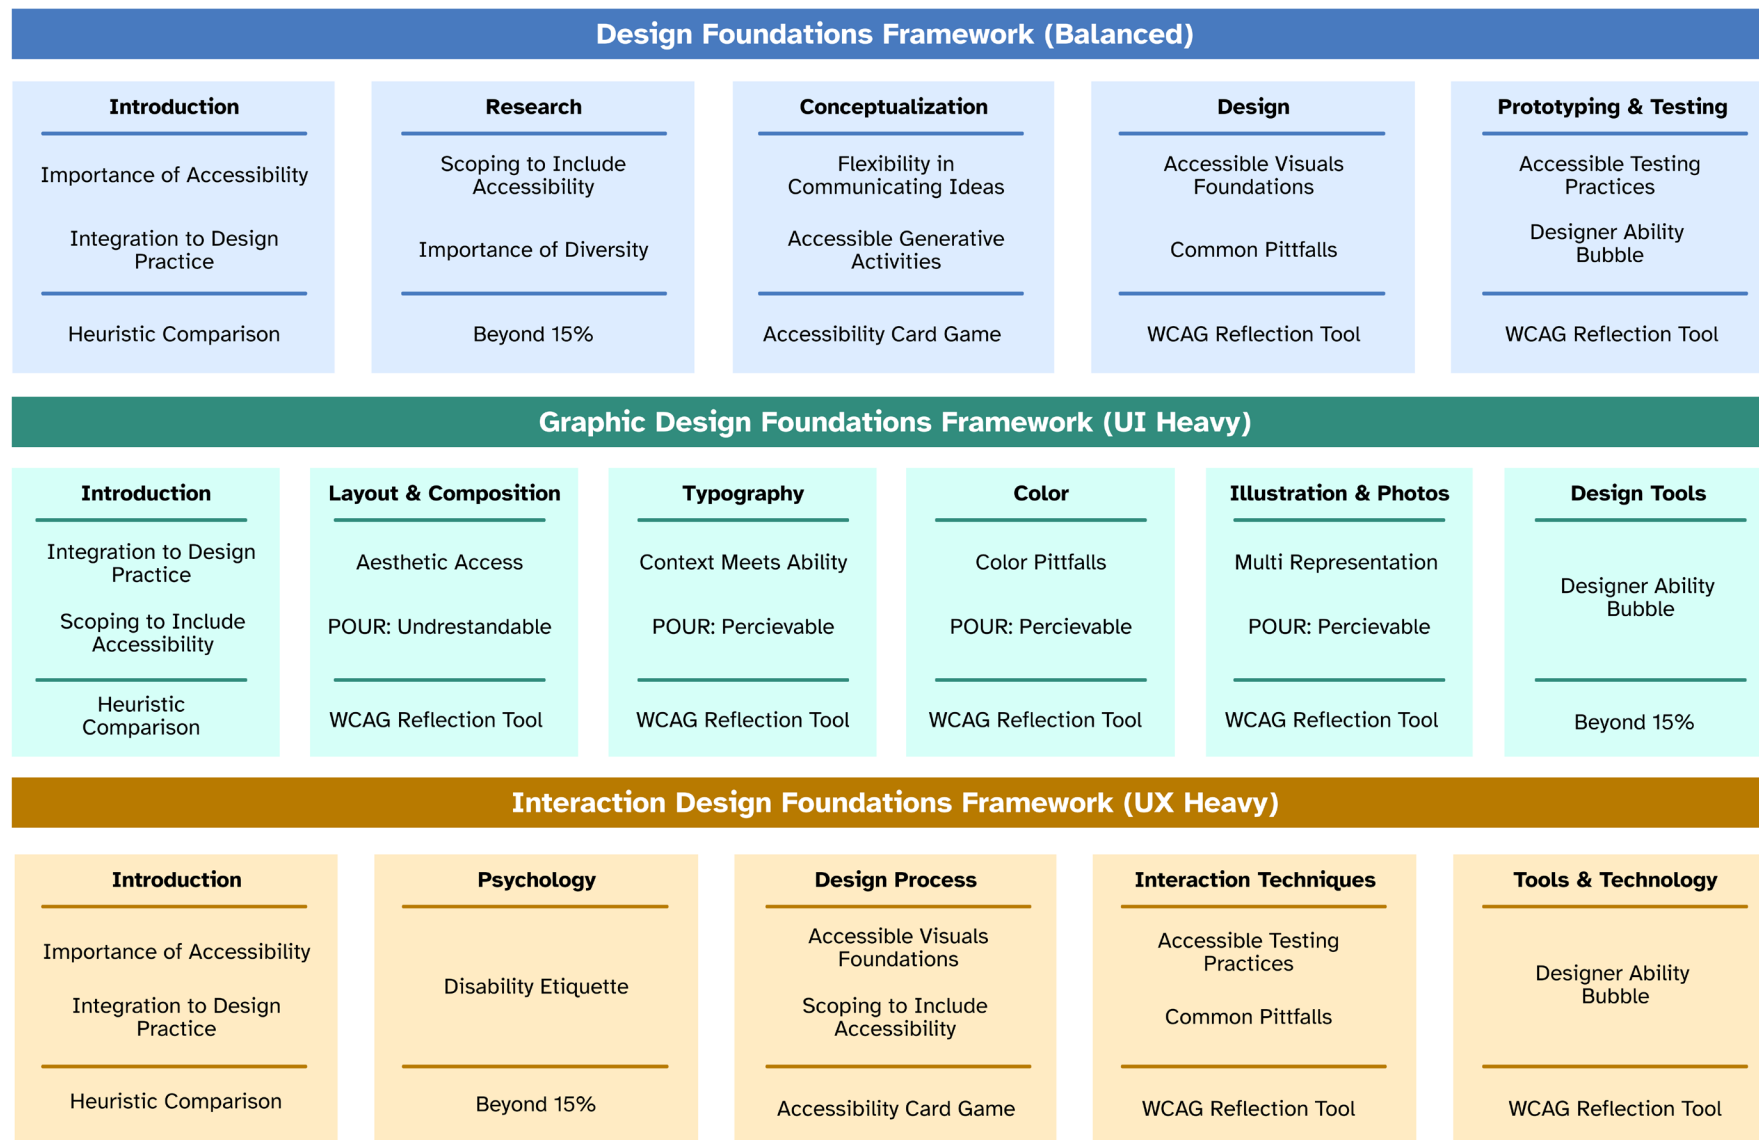 Design Foundations Framework (Balanced)
Introduction
Importance of Accessibility
Integration to Design
Practice
Heuristic Comparison
Research
Scoping to Include
Accessibility
Importance of Diversity
Beyond 15%
Conceptualization
Flexibility in
Communicating Ideas
Accessible Generative
Activities
Accessibility Card Game
Design
Accessible Visuals
Foundations
Common Pittfalls
WCAG Reflection Tool
Prototyping & Testing
Accessible Testing
Practices
Designer Ability
Bubble
WCAG Reflection Tool
Graphic Design Foundations Framework (UI Heavy)
Introduction
Integration to Design
Practice
Scoping to Include
Accessibility
Heuristic
Comparison
Layout & Composition
Aesthetic Access
POUR: Undrestandable
WCAG Reflection Tool
Typography
Context Meets Ability
POUR: Percievable
WCAG Reflection Tool
Color
Color Pittfalls
POUR: Percievable
WCAG Reflection Tool
Illustration & Photos
Multi Representation
POUR: Percievable
WCAG Reflection Tool
Design Tools
Designer Ability
Bubble
Beyond 15%
Interaction Design Foundations Framework (UX Heavy)
Introduction
Importance of Accessibility
Integration to Design
Practice
Heuristic Comparison
Psychology
Disability Etiquette
Beyond 15%
Design Process
Accessible Visuals
Foundations
Scoping to Include
Accessibility
Accessibility Card Game
Interaction Techniques
Accessible Testing
Practices
Common Pittfalls
WCAG Reflection Tool
Tools & Technology
Designer Ability
Bubble
WCAG Reflection Tool